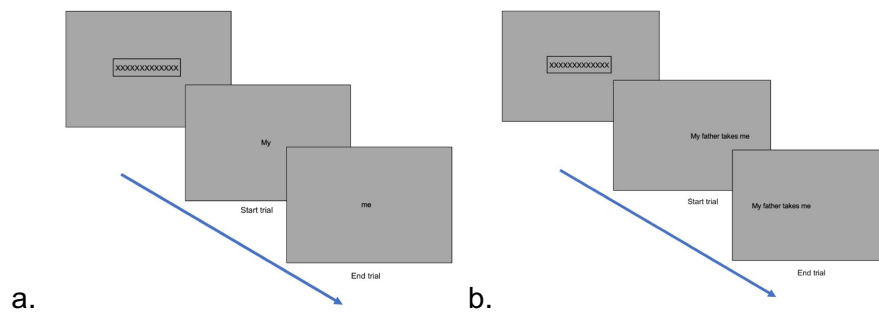 XXXXXXXXXXXXX
My
Start trial
me
End trial
a.
XXXXXXXXXXXXX
My father takes me
Start trial
My father takes me
End trial
b.